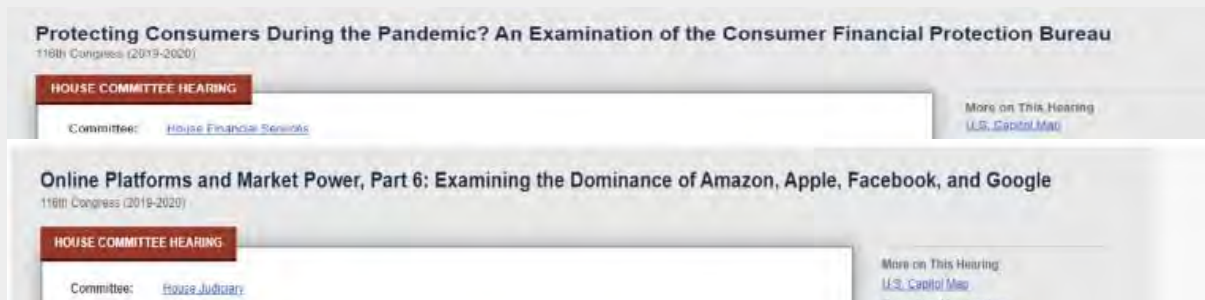 Protecting Consumers During the Pandemic? An Examination of the Consumer Financial Protection Bureau
116th Congress (2019-2020)
HOUSE COMMITTEE HEARING
More on This Hearing
Committee: House Financial Services
U.S. Capitol Map
Online Platforms and Market Power, Part 6: Examining the Dominance of Amazon, Apple, Facebook, and Google
116th Congress (2019-2020)
HOUSE COMMITTEE HEARING
More on This Hearing
Committee: House Judiciary
U.S. Capitol Map